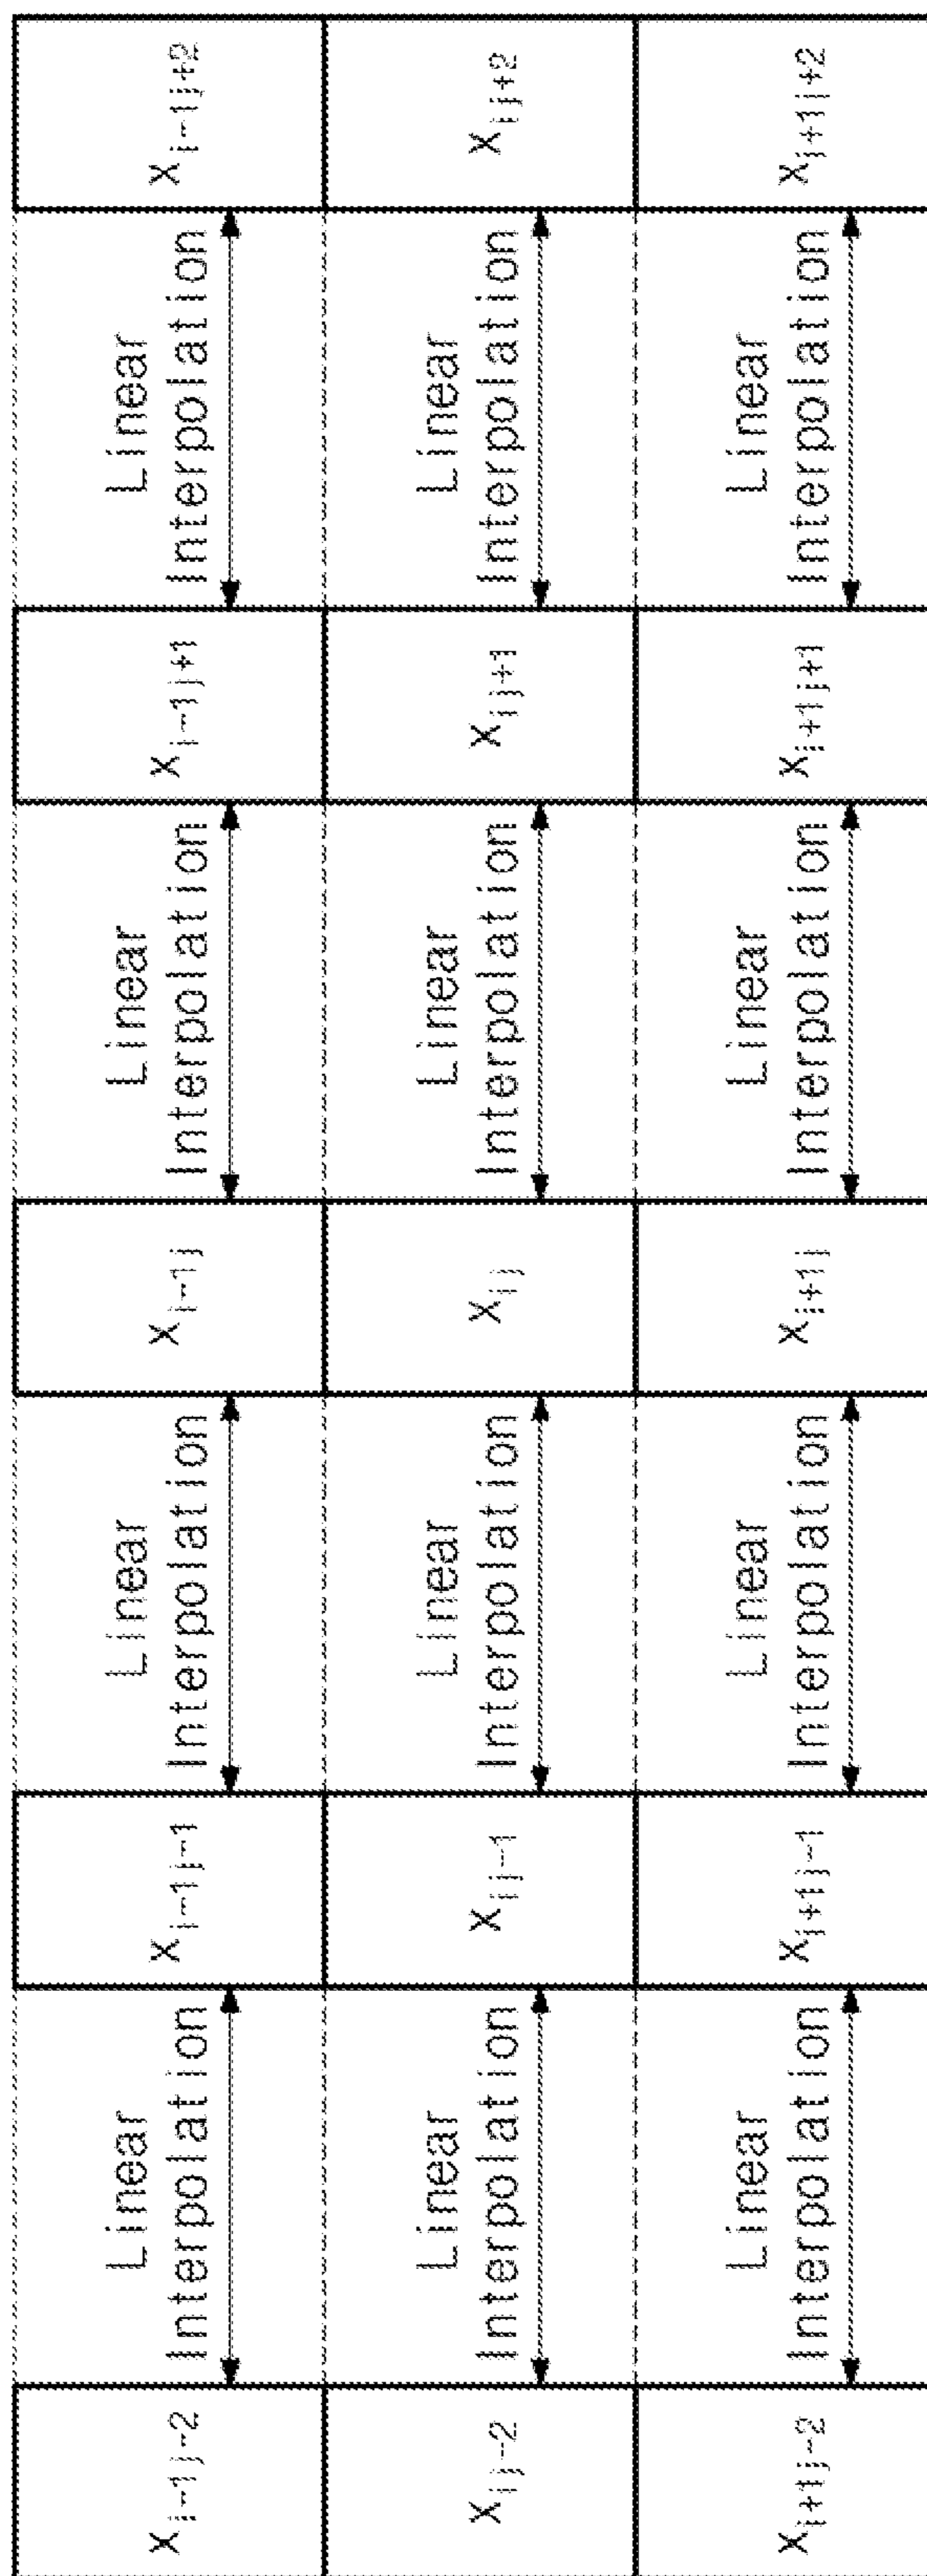 Xi-1j-2
Linear
Interpolation
Xi-1j-1
Linear
Interpolation
Xi-1j
Linear
Interpolation
Xi-1j+1
Linear
Interpolation
Xi-1j+2
Xij-2
Linear
Interpolation
Xij-1
Linear
Interpolation
Xij
Linear
Interpolation
Xij+1
Linear
Interpolation
Xij+2
Xi+1j-2
Linear
Interpolation
Xi+1j-1
Linear
Interpolation
Xi+1j
Linear
Interpolation
Xi+1j+1
Linear
Interpolation
Xi+1j+2